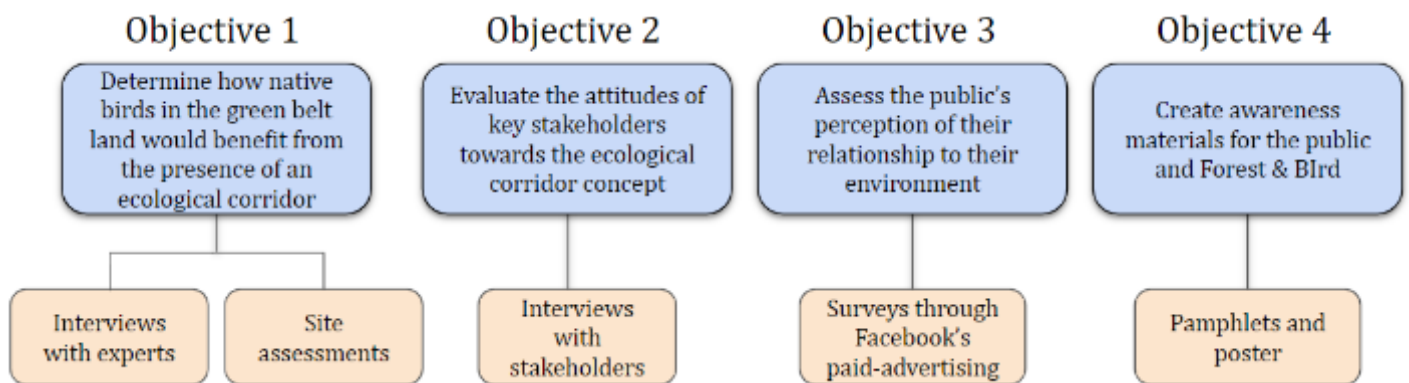 Objective 1
Determine how native
birds in the green belt
land would benefit from
the presence of an
ecological corridor
Interviews
with experts
Site
assessments
Objective 2
Evaluate the attitudes of
key stakeholders
towards the ecological
corridor concept
Interviews
with
stakeholders
Objective 3
Assess the public's
perception of their
relationship to their
environment
Surveys through
Facebook's
paid-advertising
Objective 4
Create awareness
materials for the public
and Forest & BIrd
Pamphlets and
poster